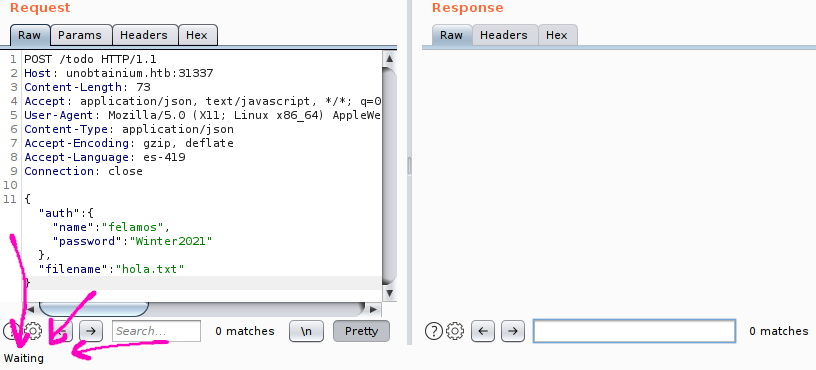 Request
Raw Params Headers Hex
1 POST /todo HTTP/1.1
2 Host: unobtainium.htb:31337
3 Content-Length: 73
4 Accept: application/json, text/javascript, */*; q=0
5 User-Agent: Mozilla/5.0 (X11; Linux x86_64) AppleWe
6 Content-Type: application/json
7 Accept-Encoding: gzip, deflate
8 Accept-Language: es-419
9 Connection: close
10
11 {
"auth":{
"name":"felamos",
"password":"Winter2021"
},
"filename":"hola.txt"
}
? Search... 0 matches \n Pretty
Waiting
Response
Raw Headers Hex
? 0 matches